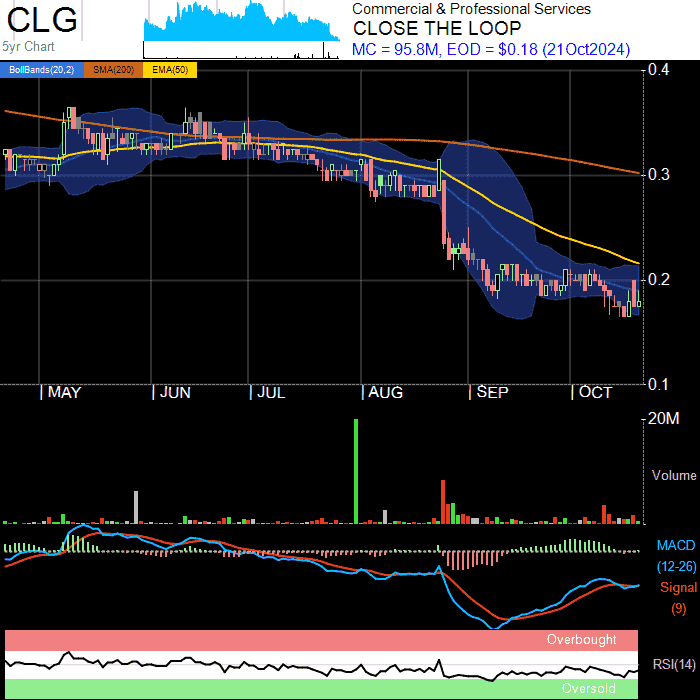 CLG
5yr Chart
Commercial & Professional Services
CLOSE THE LOOP
MC = 95.8M, EOD = $0.18 (21Oct2024)
BollBands(20,2) SMA(200) EMA(50)
0.4
0.3
0.2
0.1
MAY JUN JUL AUG SEP OCT
20M
Volume
MACD
(12-26)
Signal
(9)
Overbought
RSI(14)
Oversold